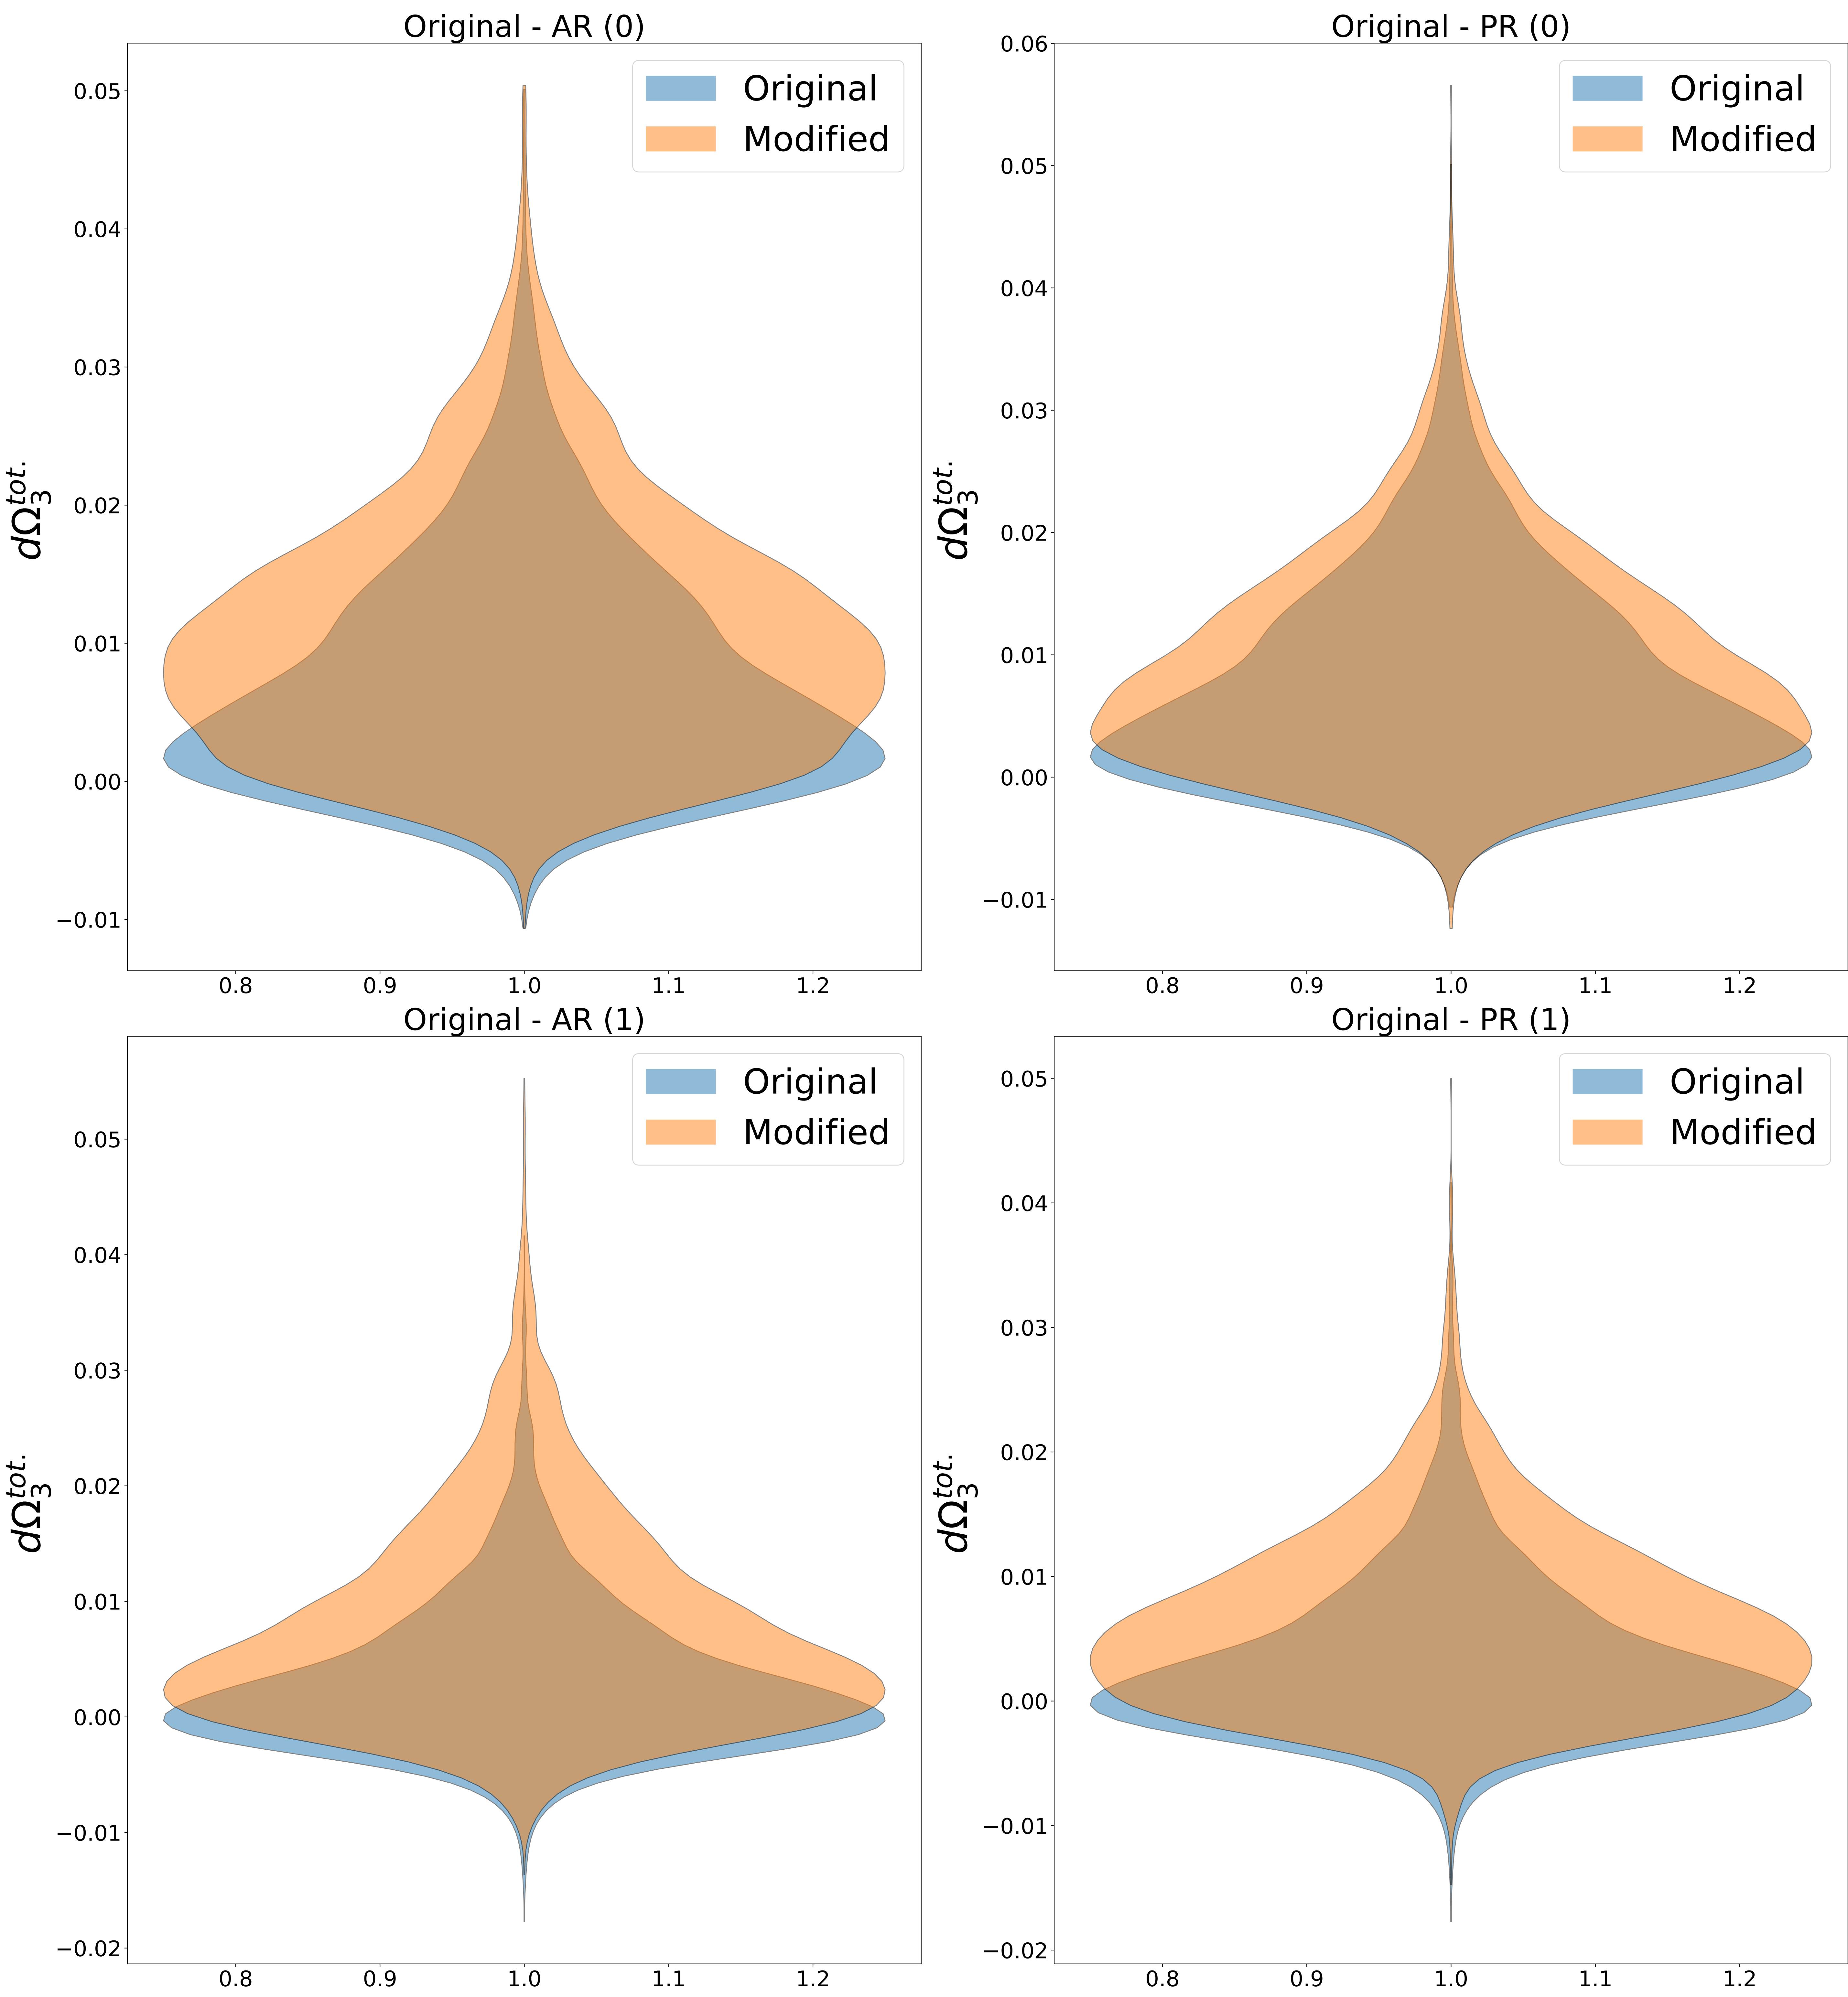 Original - AR (0)
Original
Modified
0.05
0.04
0.03
0.02
0.01
0.00
−0.01
dΩ₃ᵗᵒᵗ·
0.8 0.9 1.0 1.1 1.2
Original - PR (0)
Original
Modified
0.06
0.05
0.04
0.03
0.02
0.01
0.00
−0.01
dΩ₃ᵗᵒᵗ·
0.8 0.9 1.0 1.1 1.2
Original - AR (1)
Original
Modified
0.05
0.04
0.03
0.02
0.01
0.00
−0.01
−0.02
dΩ₃ᵗᵒᵗ·
0.8 0.9 1.0 1.1 1.2
Original - PR (1)
Original
Modified
0.05
0.04
0.03
0.02
0.01
0.00
−0.01
−0.02
dΩ₃ᵗᵒᵗ·
0.8 0.9 1.0 1.1 1.2